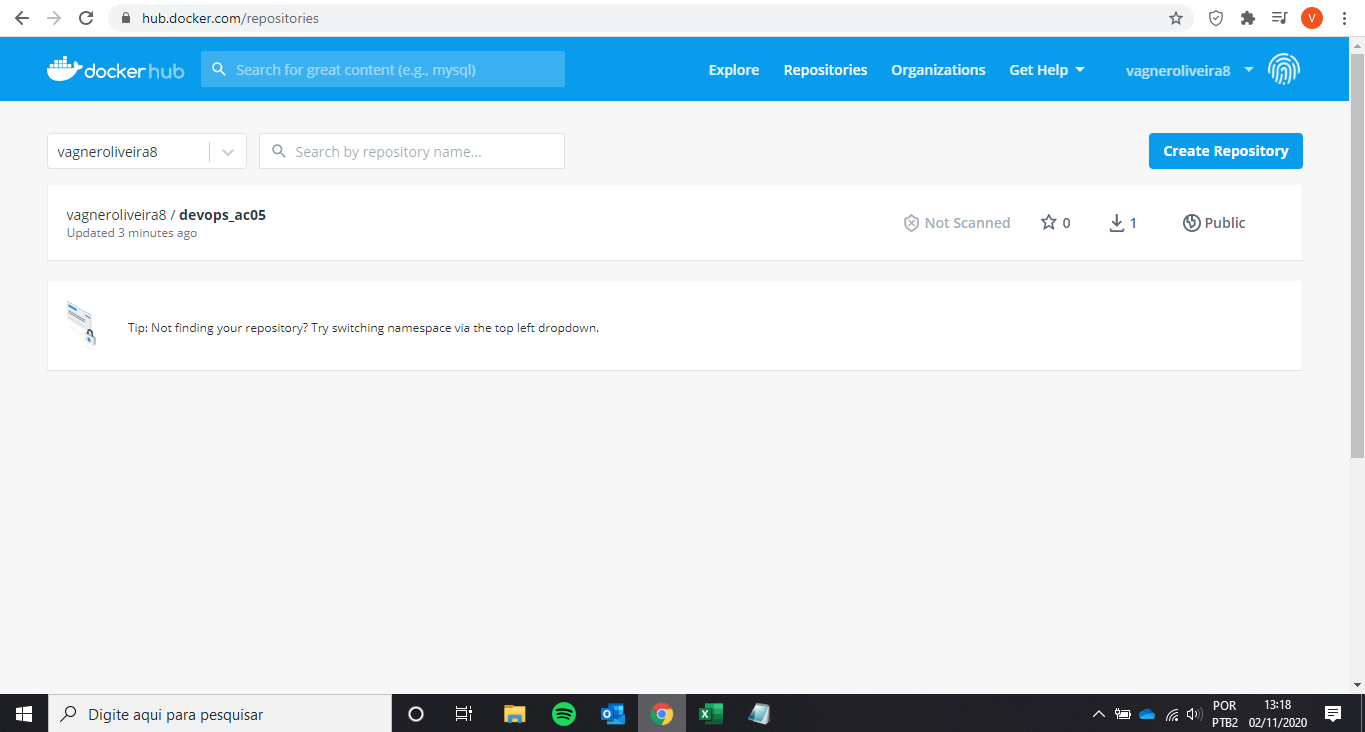 hub.docker.com/repositories
V
docker hub
Search for great content (e.g., mysql)
Explore
Repositories
Organizations
Get Help
vagneroliveira8
vagneroliveira8
Search by repository name...
Create Repository
vagneroliveira8 / devops_ac05
Updated 3 minutes ago
Not Scanned
0
1
Public
Tip: Not finding your repository? Try switching namespace via the top left dropdown.
Digite aqui para pesquisar
POR
PTB2
13:18
02/11/2020